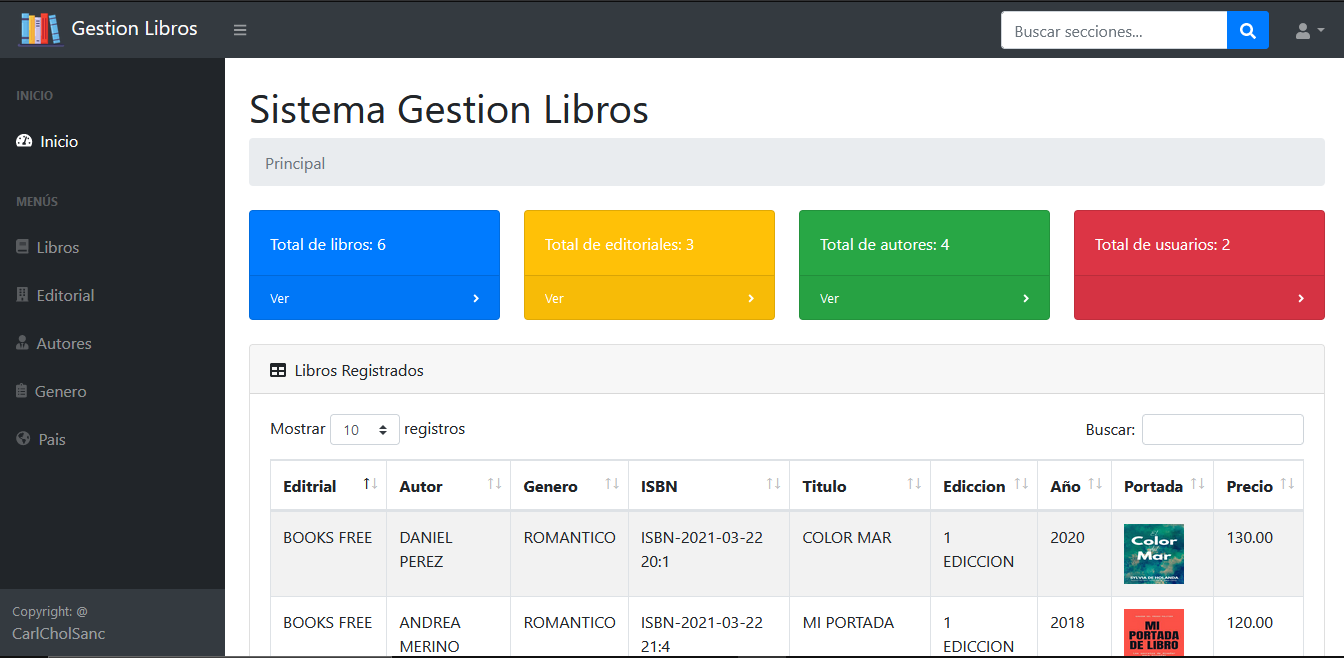 Gestion Libros
Buscar secciones...
INICIO
Inicio
MENÚS
Libros
Editorial
Autores
Genero
Pais
Copyright: @
CarlCholSanc
Sistema Gestion Libros
Principal
Total de libros: 6
Ver
Total de editoriales: 3
Ver
Total de autores: 4
Ver
Total de usuarios: 2
Libros Registrados
Mostrar 10 registros
Buscar:
Editrial Autor Genero ISBN Titulo Ediccion Año Portada Precio
BOOKS FREE DANIEL PEREZ ROMANTICO ISBN-2021-03-22 20:1 COLOR MAR 1 EDICCION 2020 130.00
Color
Mar
SYLVIA DE HOLANDA
BOOKS FREE ANDREA MERINO ROMANTICO ISBN-2021-03-22 21:4 MI PORTADA 1 EDICCION 2018 120.00
MI
PORTADA
DE LIBRO